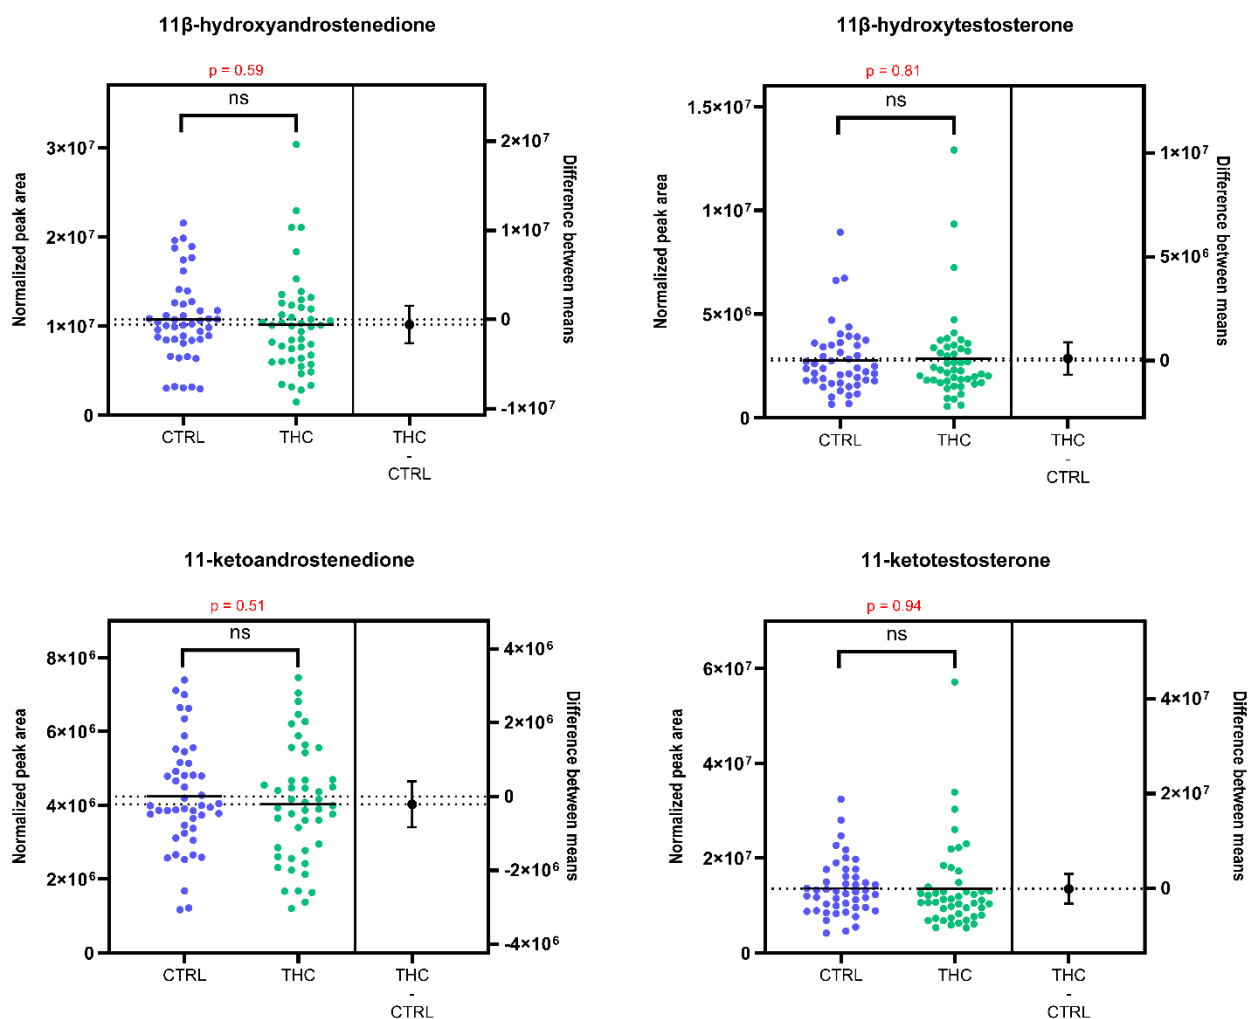 11β-hydroxyandrostenedione
p = 0.59
ns
Normalized peak area
3×10⁷
2×10⁷
1×10⁷
0
2×10⁷
1×10⁷
0
-1×10⁷
Difference between means
CTRL
THC
THC
-
CTRL
11β-hydroxytestosterone
p = 0.81
ns
Normalized peak area
1.5×10⁷
1×10⁷
5×10⁶
0
1×10⁷
5×10⁶
0
Difference between means
CTRL
THC
THC
-
CTRL
11-ketoandrostenedione
p = 0.51
ns
Normalized peak area
8×10⁶
6×10⁶
4×10⁶
2×10⁶
0
4×10⁶
2×10⁶
0
-2×10⁶
-4×10⁶
Difference between means
CTRL
THC
THC
-
CTRL
11-ketotestosterone
p = 0.94
ns
Normalized peak area
6×10⁷
4×10⁷
2×10⁷
0
4×10⁷
2×10⁷
0
Difference between means
CTRL
THC
THC
-
CTRL